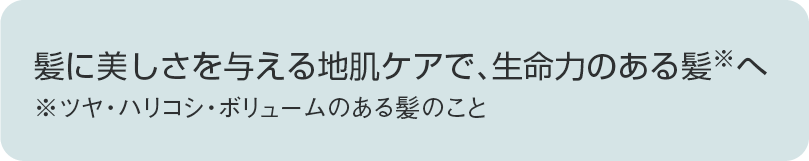 髪に美しさを与える地肌ケアで、生命力のある髪※へ
※ツヤ・ハリコシ・ボリュームのある髪のこと